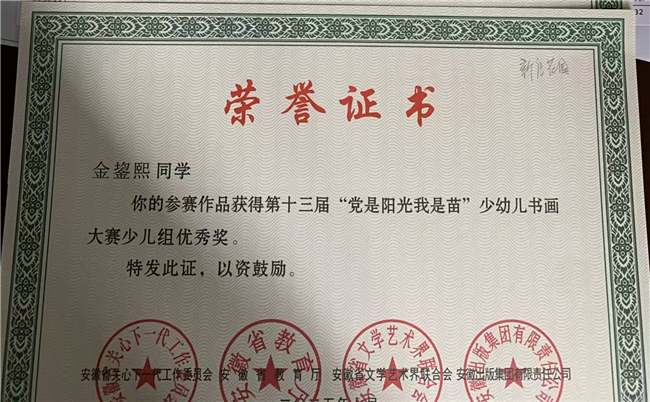 荣誉证书
金鋆熙 同学
你的参赛作品获得第十三届“党是阳光我是苗”少幼儿书画
大赛少儿组优秀奖。
特发此证，以资鼓励。
安徽省关心下一代工作委员会 安徽省教育厅 安徽省文学艺术界联合会 安徽出版集团有限责任公司